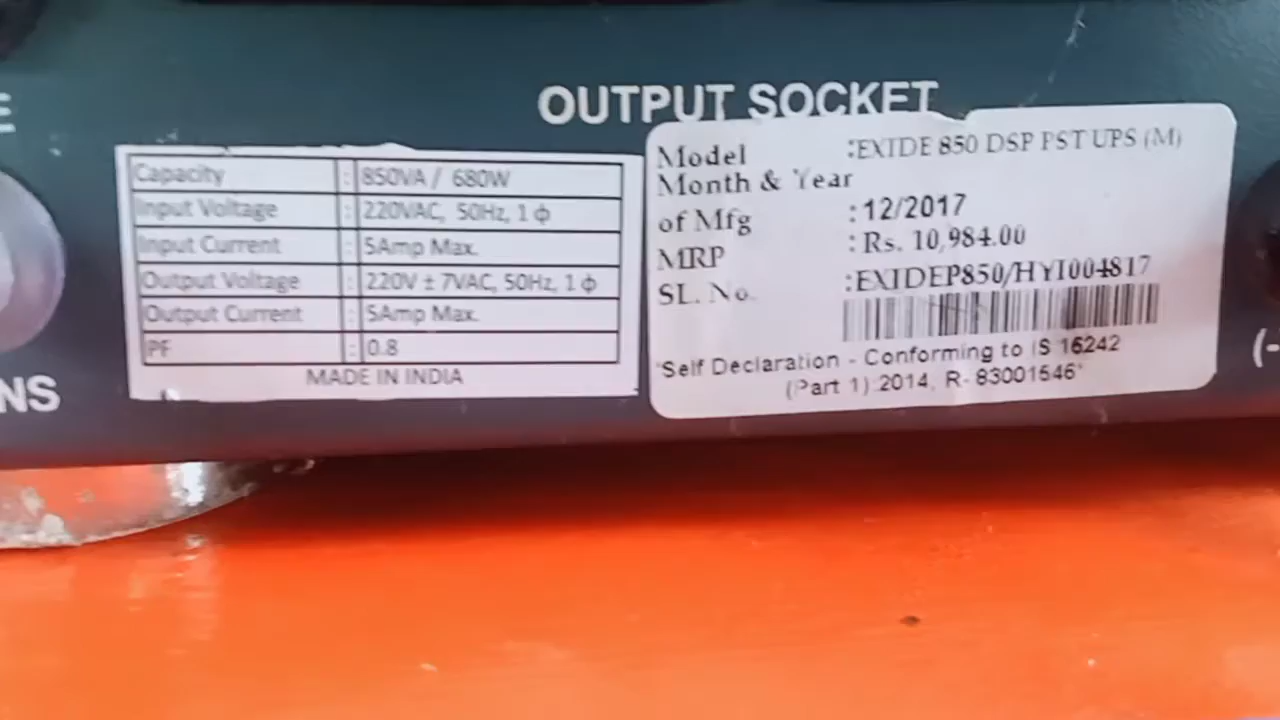 E
OUTPUT SOCKET
Capacity : 850VA / 680W
Input Voltage : 220VAC, 50Hz, 1 ϕ
Input Current : 5Amp Max.
Output Voltage : 220V ± 7VAC, 50Hz, 1 ϕ
Output Current : 5Amp Max.
PF : 0.8
MADE IN INDIA
Model :EXIDE 850 DSP PST UPS (M)
Month & Year
of Mfg : 12/2017
MRP : Rs. 10,984.00
SL. No. :EXIDEP850/HYI004817
"Self Declaration - Conforming to IS 16242
(Part 1):2014, R- 83001646"
NS
(-